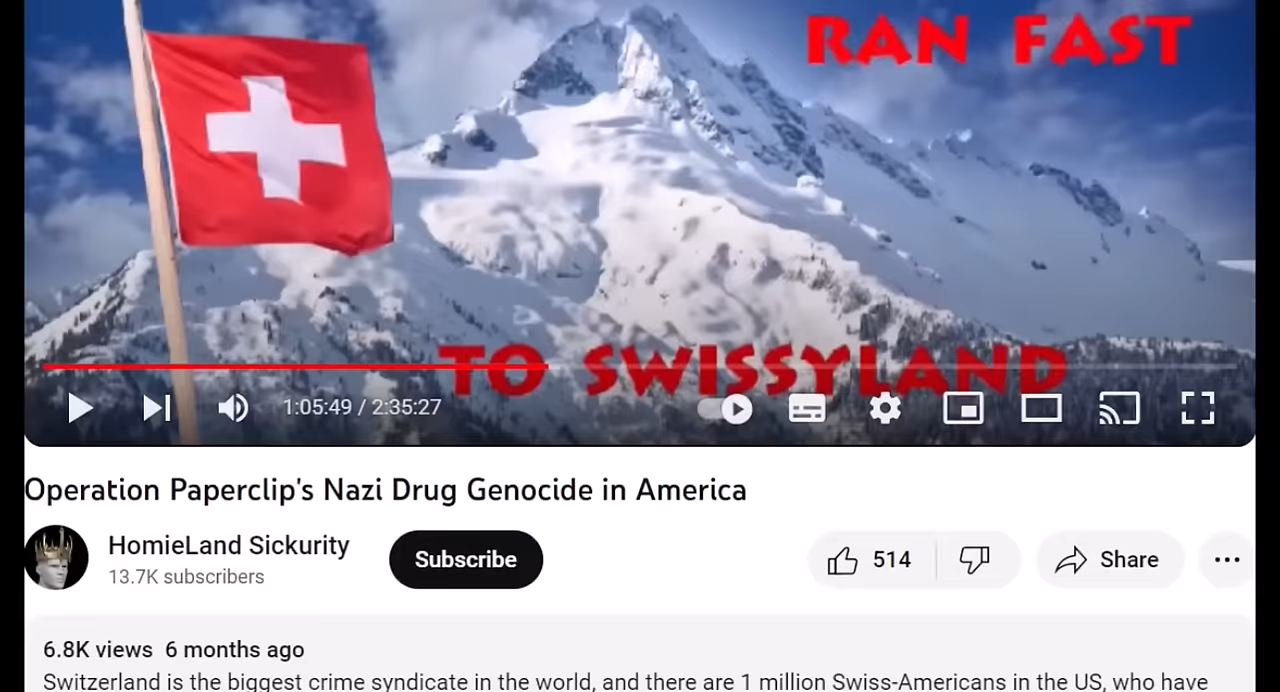 RAN FAST
TO SWISSYLAND
1:05:49 / 2:35:27
Operation Paperclip's Nazi Drug Genocide in America
HomieLand Sickurity
13.7K subscribers
Subscribe
514
Share
6.8K views 6 months ago
Switzerland is the biggest crime syndicate in the world, and there are 1 million Swiss-Americans in the US, who have